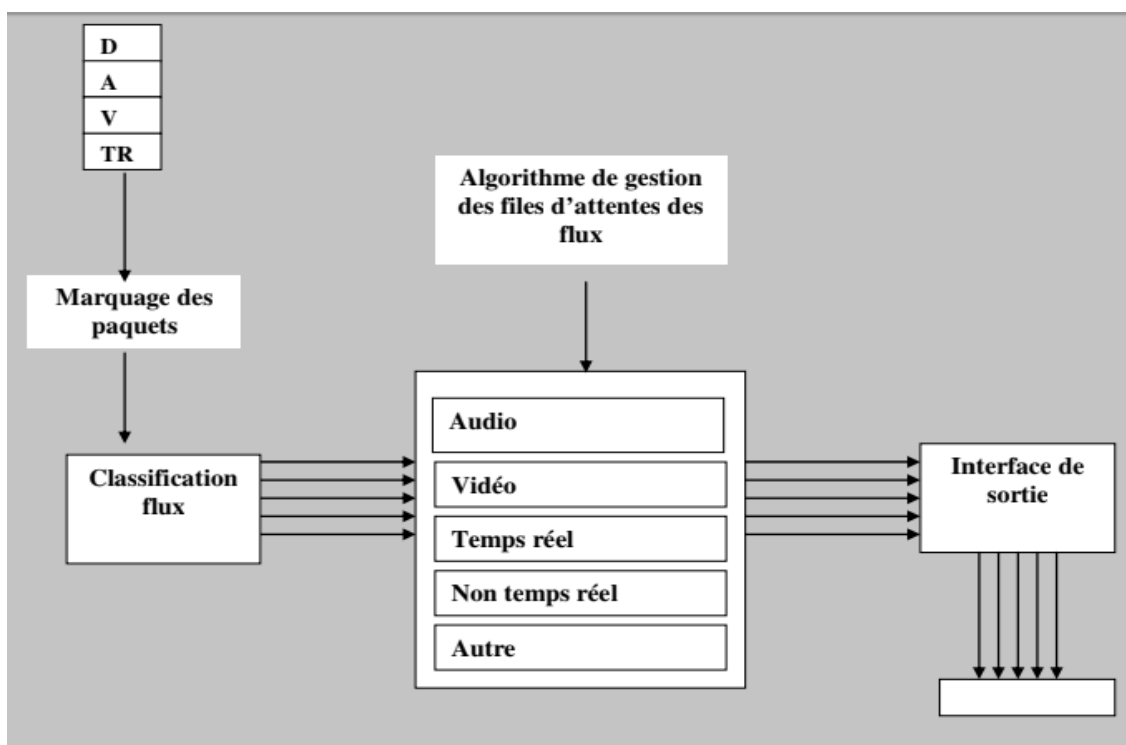 D
A
V
TR
Marquage des
paquets
Classification
flux
Algorithme de gestion
des files d'attentes des
flux
Audio
Vidéo
Temps réel
Non temps réel
Autre
Interface de
sortie